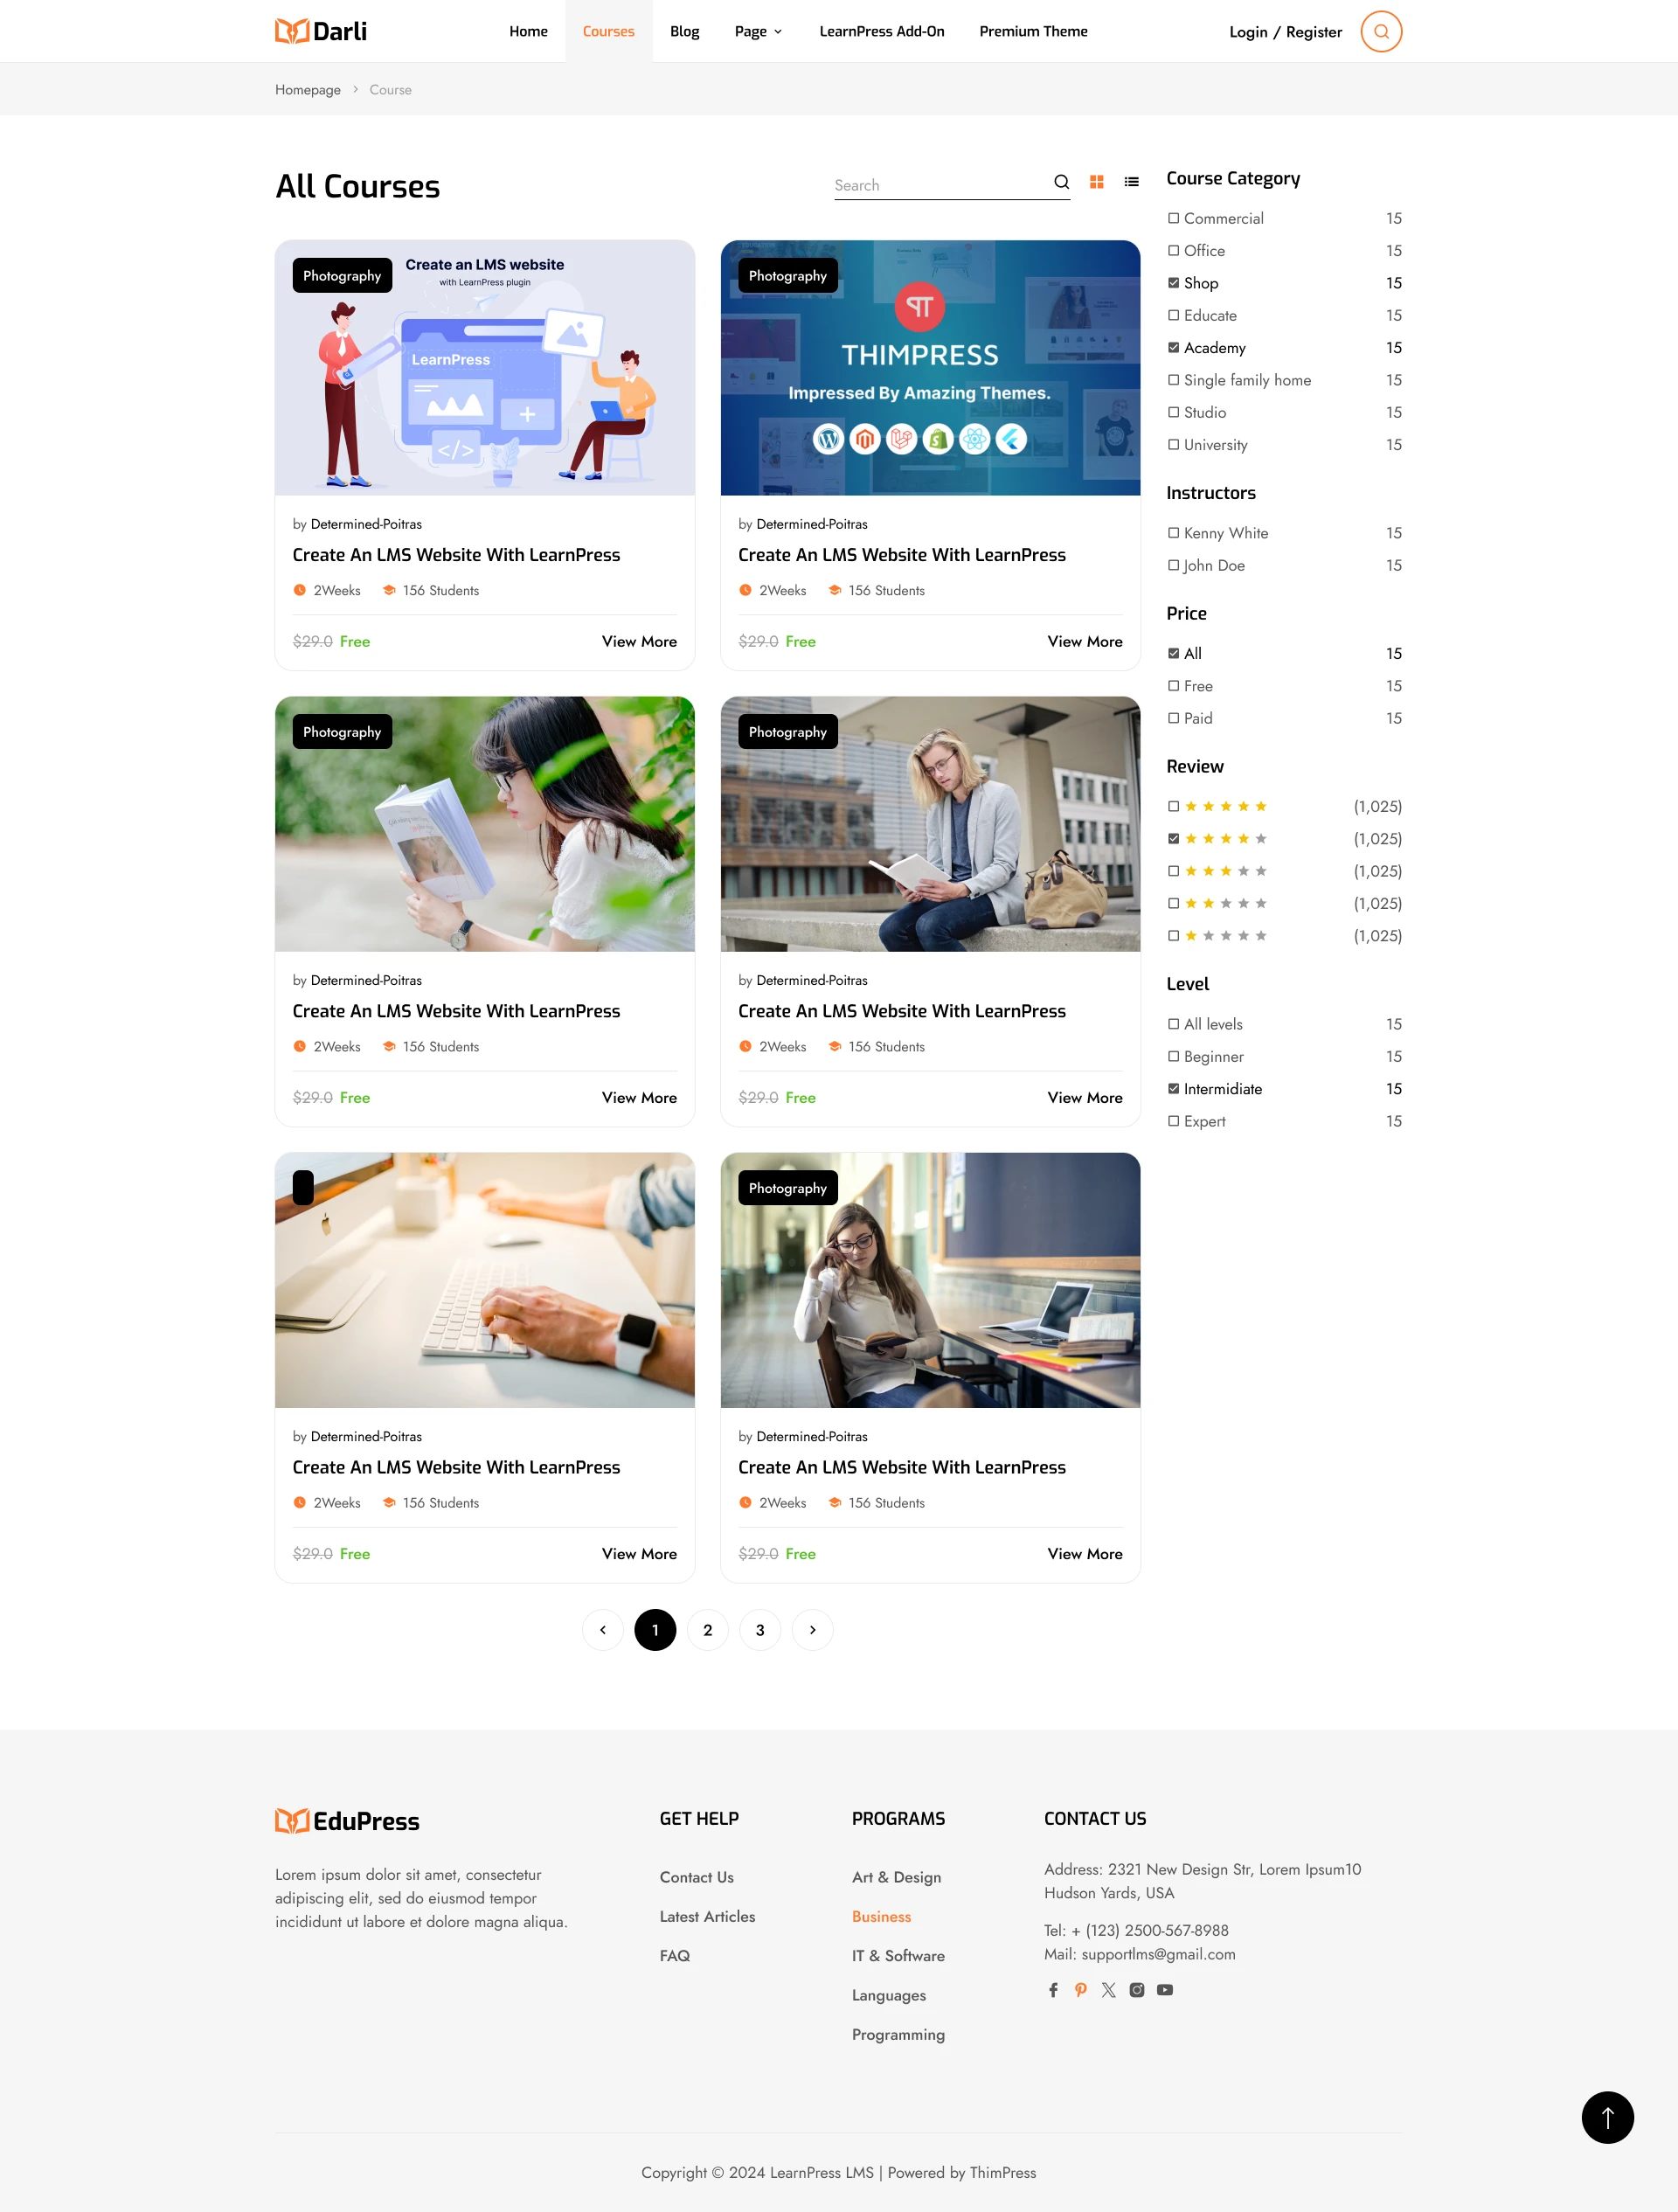 Darli
Home
Courses
Blog
Page
LearnPress Add-On
Premium Theme
Login / Register
Homepage
Course
All Courses
Search
Photography
Create an LMS website
with LearnPress plugin
LearnPress
</>
by Determined-Poitras
Create An LMS Website With LearnPress
2Weeks
156 Students
$29.0 Free
View More
Photography
THIMPRESS
Impressed By Amazing Themes.
by Determined-Poitras
Create An LMS Website With LearnPress
2Weeks
156 Students
$29.0 Free
View More
Photography
by Determined-Poitras
Create An LMS Website With LearnPress
2Weeks
156 Students
$29.0 Free
View More
Photography
by Determined-Poitras
Create An LMS Website With LearnPress
2Weeks
156 Students
$29.0 Free
View More
by Determined-Poitras
Create An LMS Website With LearnPress
2Weeks
156 Students
$29.0 Free
View More
Photography
by Determined-Poitras
Create An LMS Website With LearnPress
2Weeks
156 Students
$29.0 Free
View More
1
2
3
Course Category
Commercial 15
Office 15
Shop 15
Educate 15
Academy 15
Single family home 15
Studio 15
University 15
Instructors
Kenny White 15
John Doe 15
Price
All 15
Free 15
Paid 15
Review
(1,025)
(1,025)
(1,025)
(1,025)
(1,025)
Level
All levels 15
Beginner 15
Intermidiate 15
Expert 15
EduPress
Lorem ipsum dolor sit amet, consectetur
adipiscing elit, sed do eiusmod tempor
incididunt ut labore et dolore magna aliqua.
GET HELP
Contact Us
Latest Articles
FAQ
PROGRAMS
Art & Design
Business
IT & Software
Languages
Programming
CONTACT US
Address: 2321 New Design Str, Lorem Ipsum10
Hudson Yards, USA
Tel: + (123) 2500-567-8988
Mail: supportlms@gmail.com
Copyright © 2024 LearnPress LMS | Powered by ThimPress